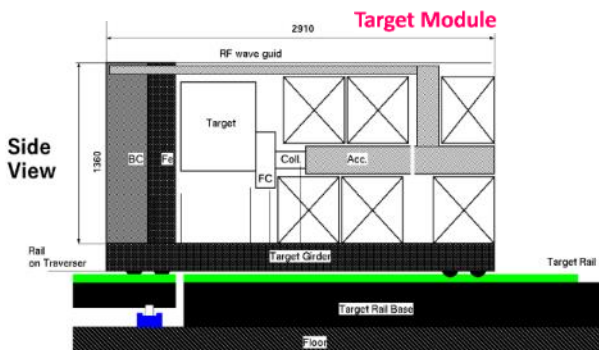 Target Module
2910
RF wave guid
Side
View
1360
Target
BC
Fe
Coll.
Acc.
FC
Rail
on Traverser
Target Girder
Target Rail
Target Rail Base
Floor